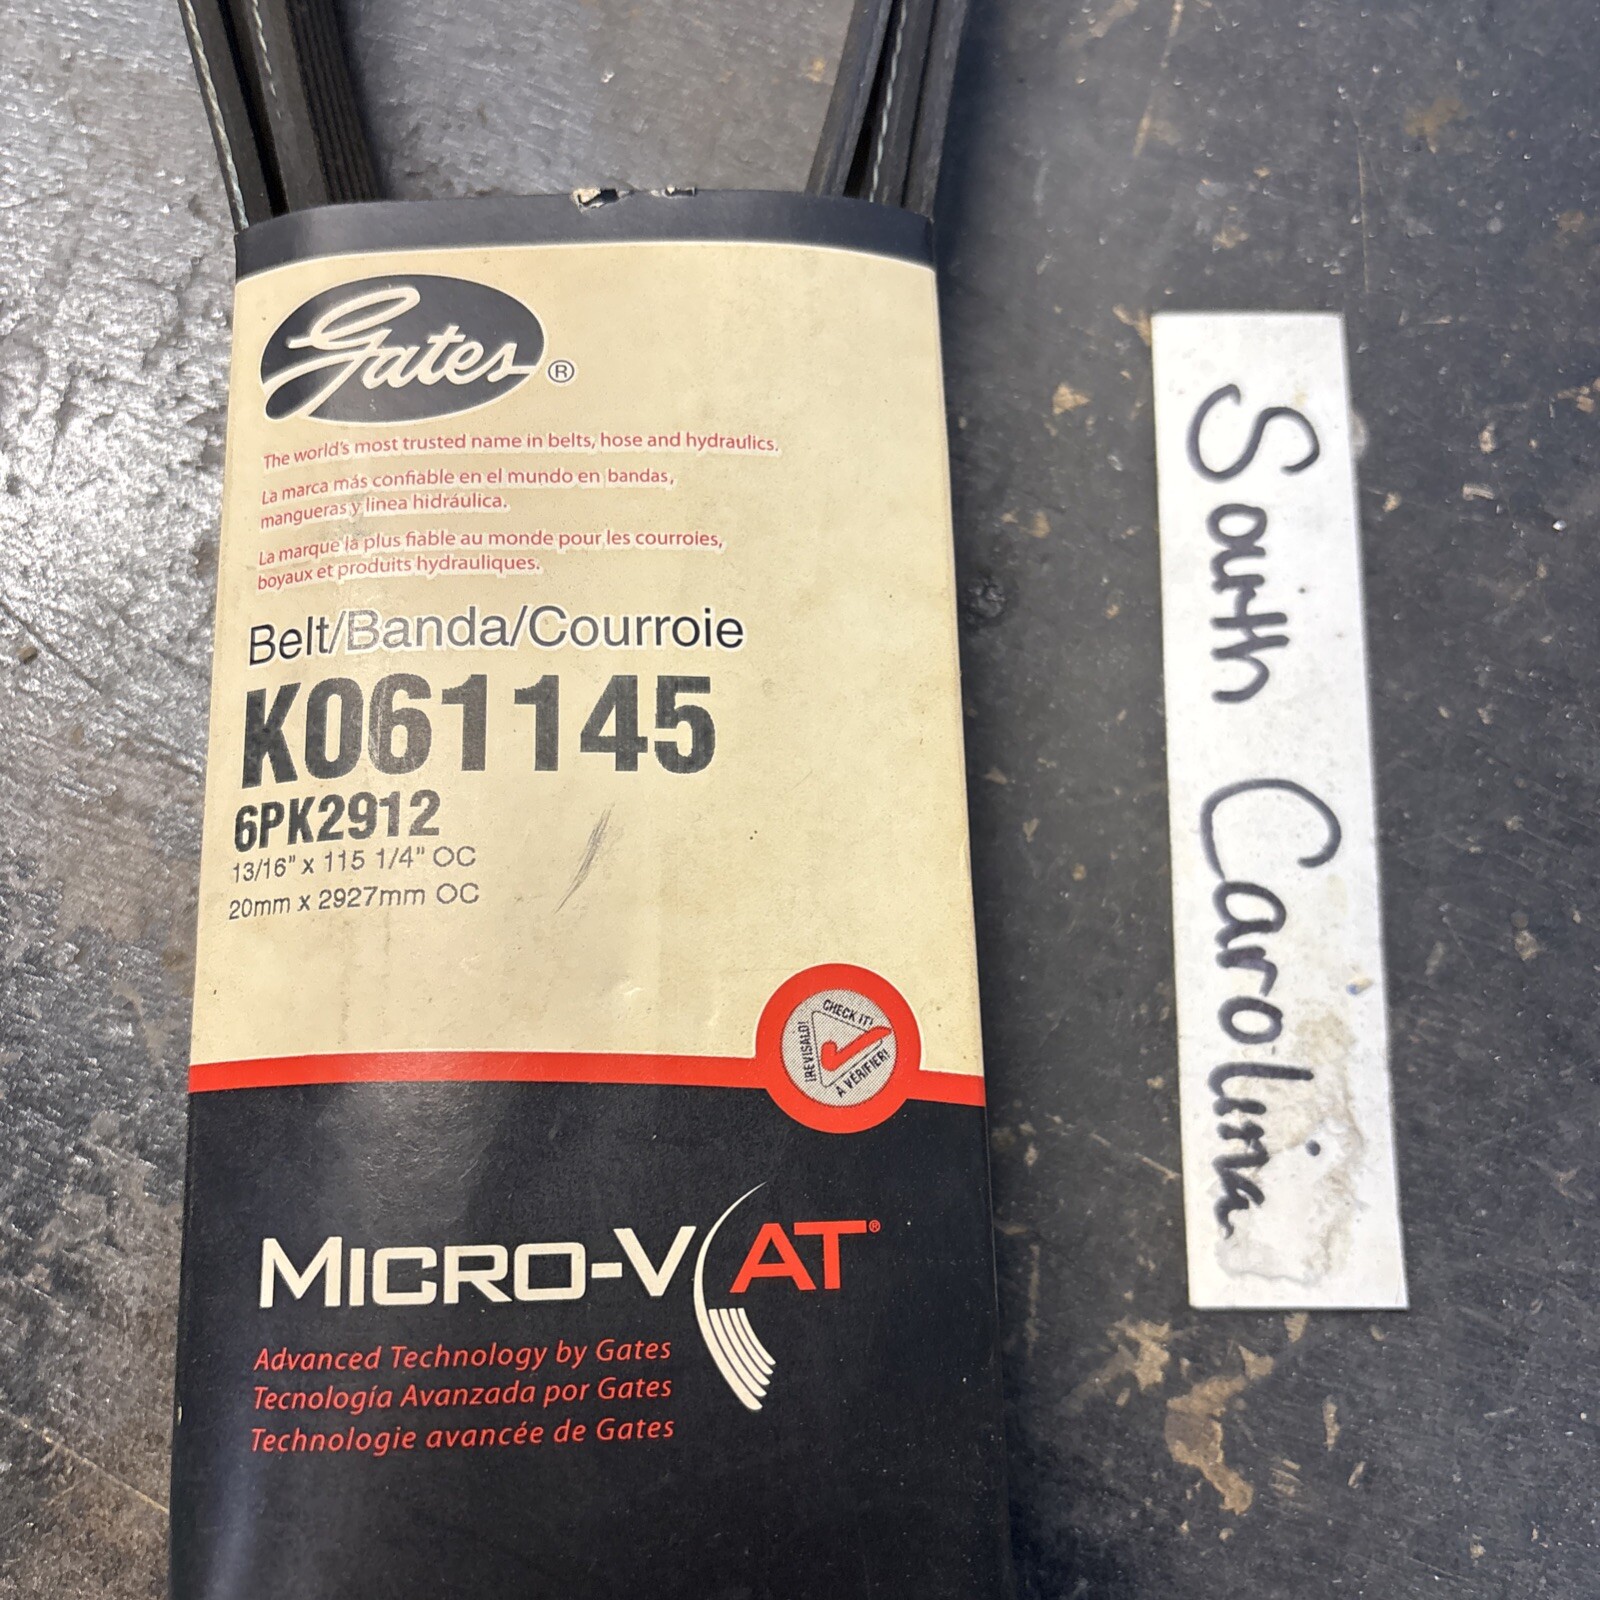 Gates ®
The world's most trusted name in belts, hose and hydraulics.
La marca más confiable en el mundo en bandas,
mangueras y linea hidráulica.
La marque la plus fiable au monde pour les courroies,
boyaux et produits hydrauliques.
Belt/Banda/Courroie
K061145
6PK2912
13/16" x 115 1/4" OC
20mm x 2927mm OC
CHECK IT!
¡REVISALO!
À VÉRIFIER!
MICRO-V AT®
Advanced Technology by Gates
Tecnología Avanzada por Gates
Technologie avancée de Gates
South Carolina